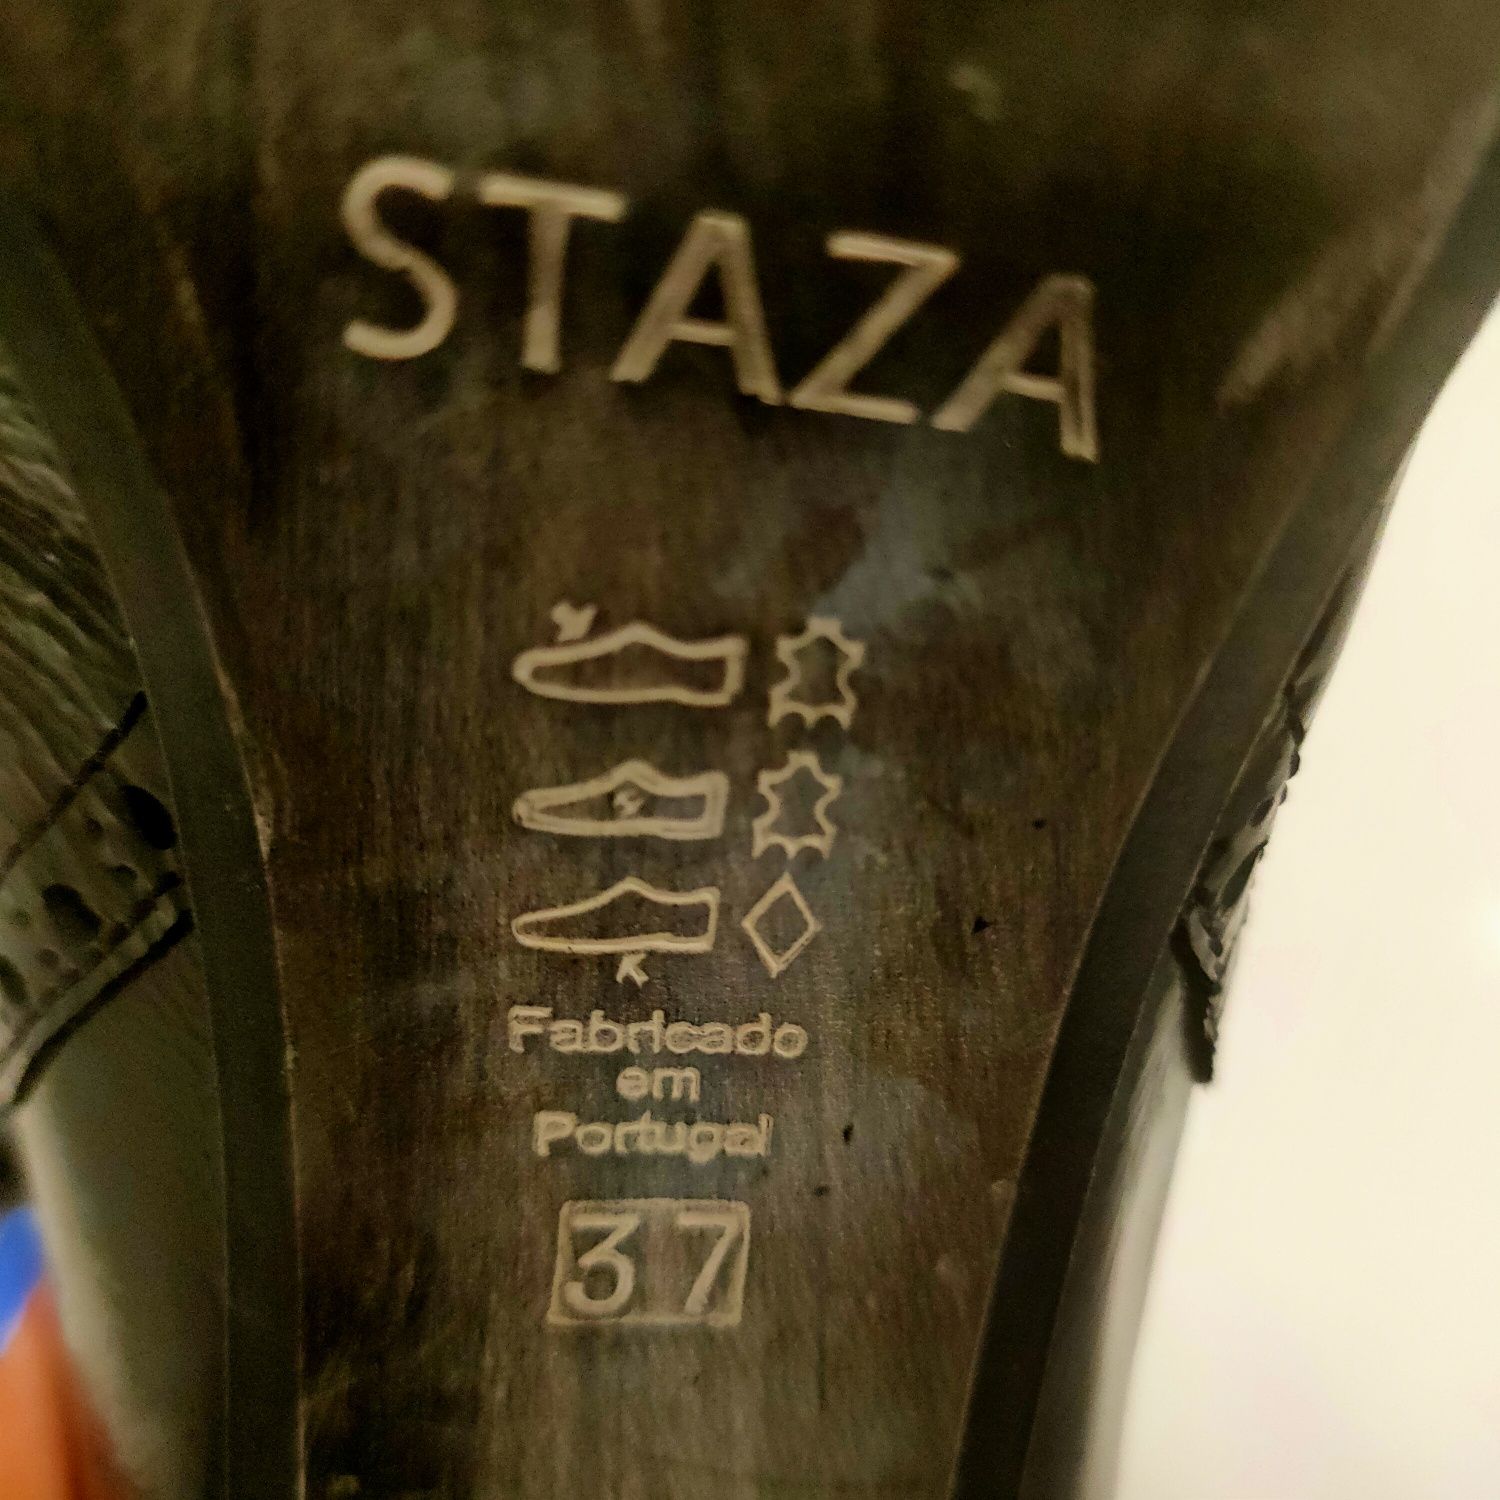 STAZA
Fabricado
em
Portugal
37